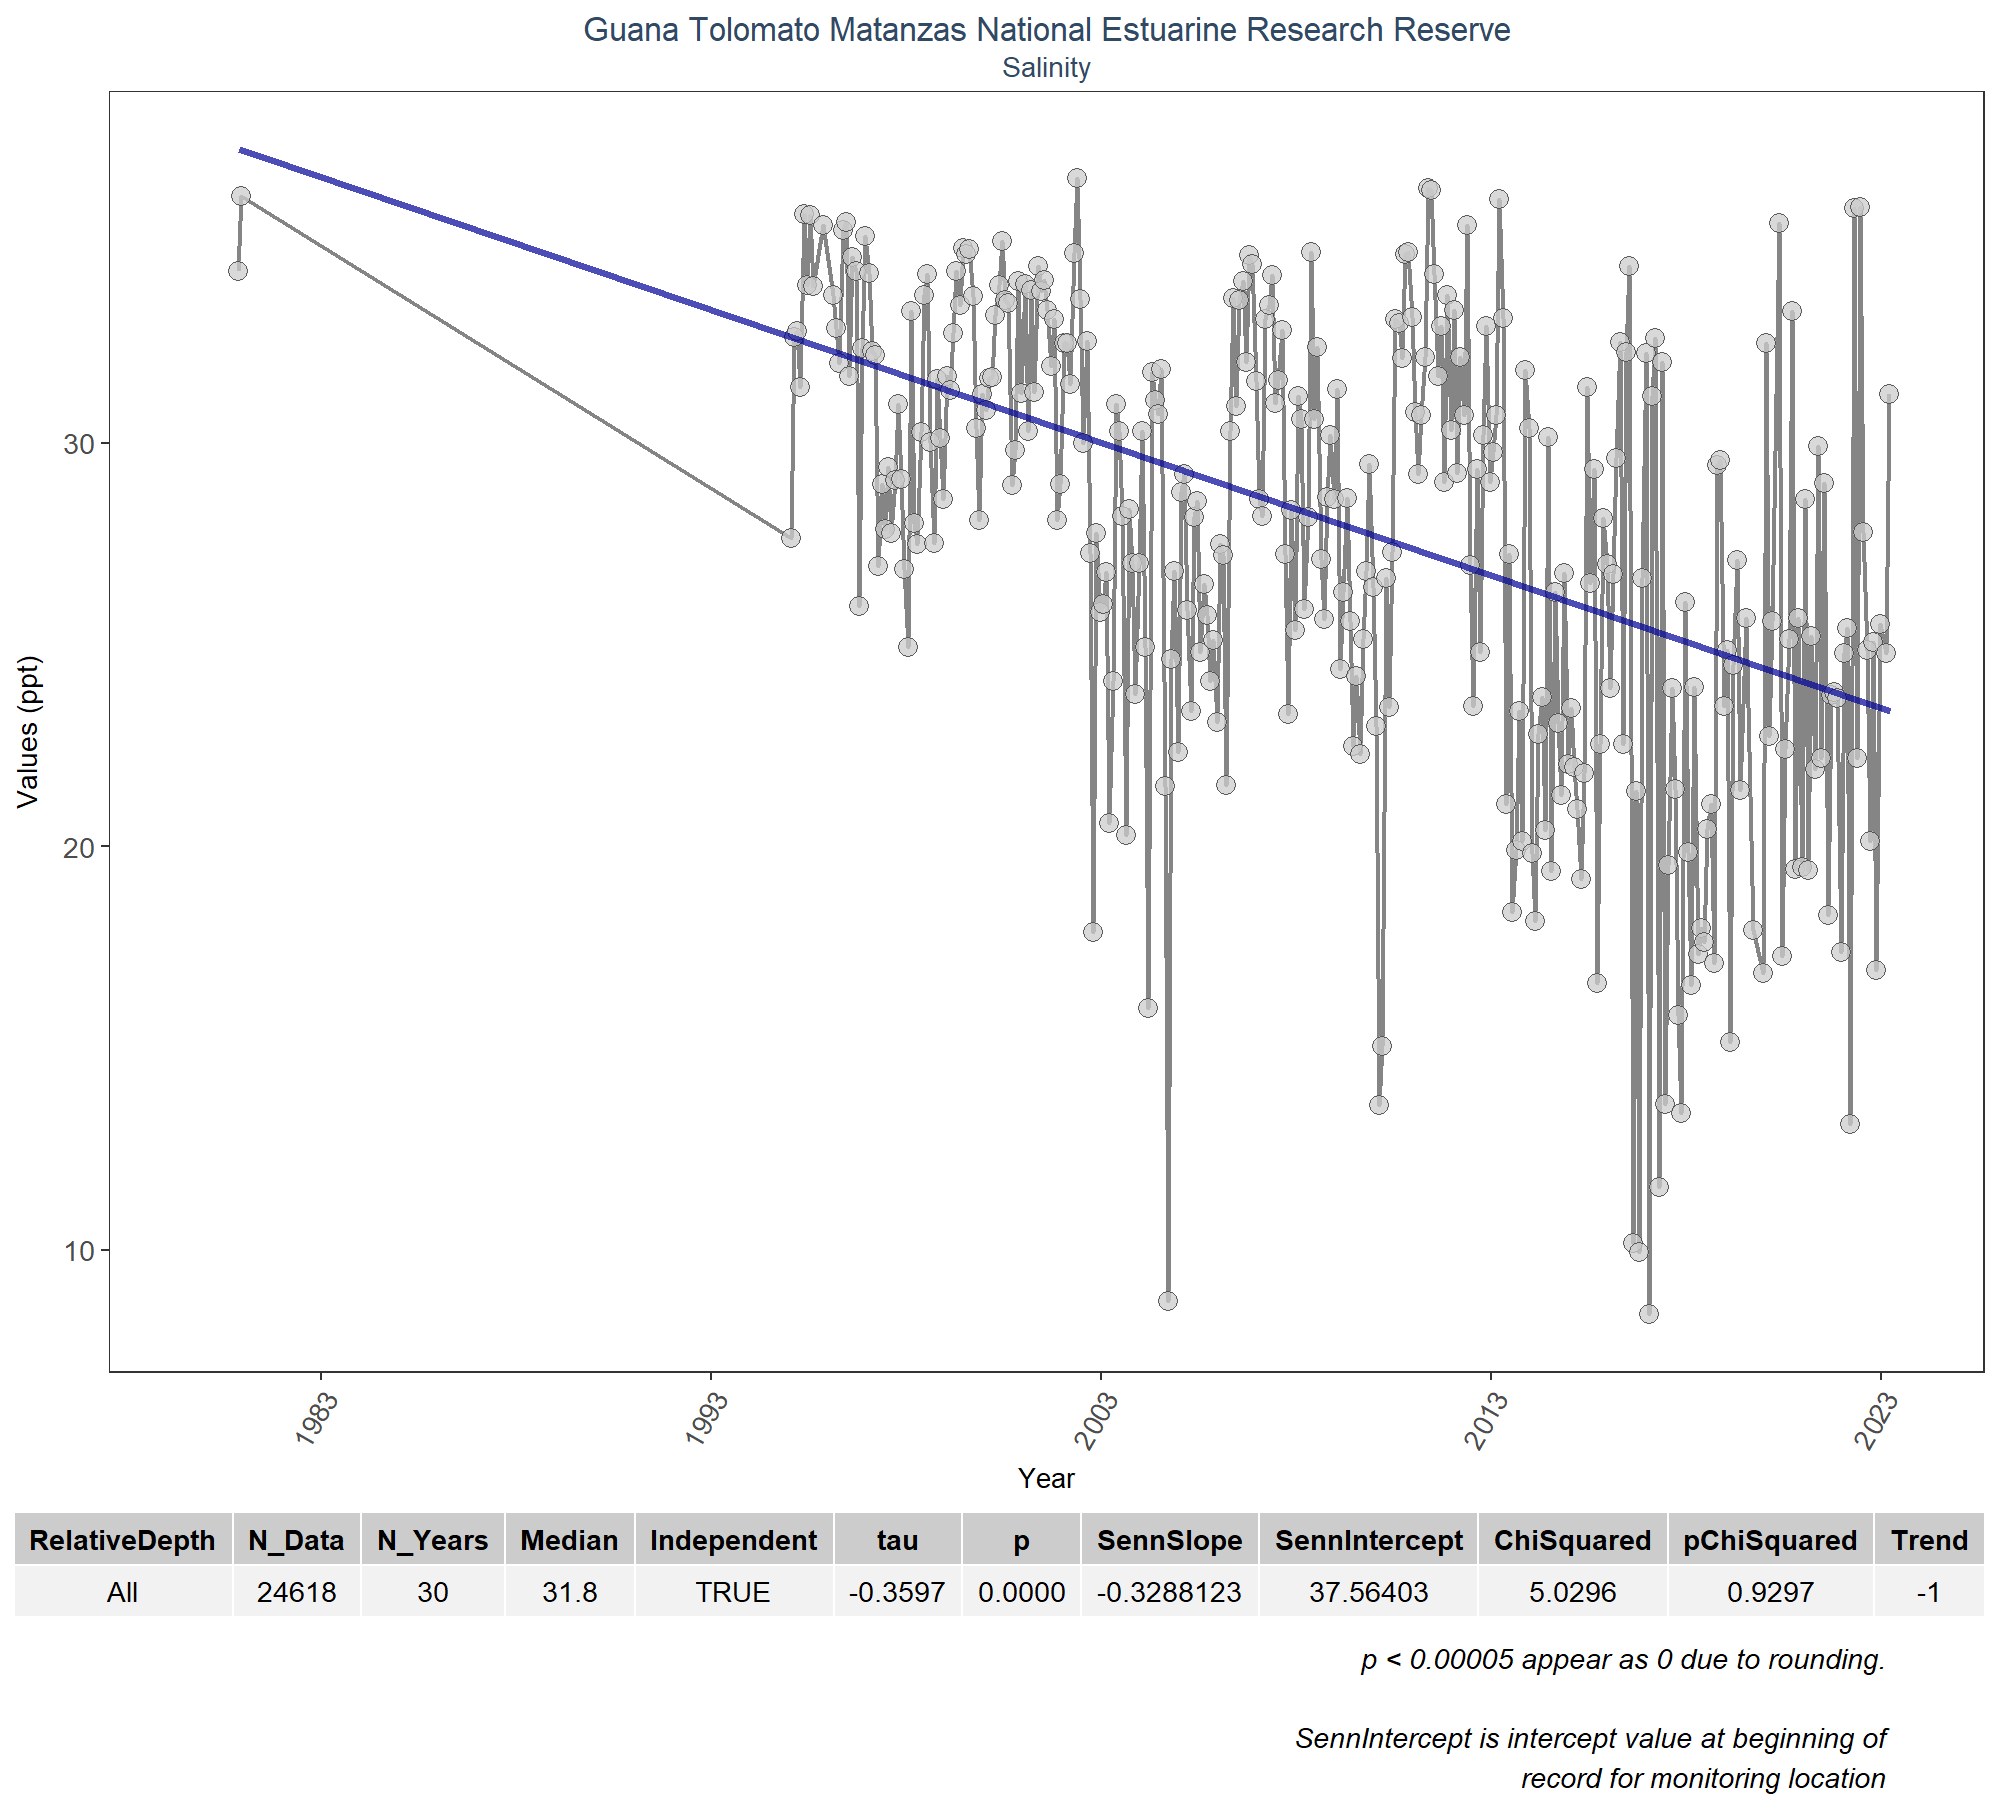 Guana Tolomato Matanzas National Estuarine Research Reserve
Salinity
Values (ppt)
30
20
10
1983
1993
2003
2013
2023
Year
RelativeDepth N_Data N_Years Median Independent tau p SennSlope SennIntercept ChiSquared pChiSquared Trend
All 24618 30 31.8 TRUE -0.3597 0.0000 -0.3288123 37.56403 5.0296 0.9297 -1
p < 0.00005 appear as 0 due to rounding.
SennIntercept is intercept value at beginning of
record for monitoring location